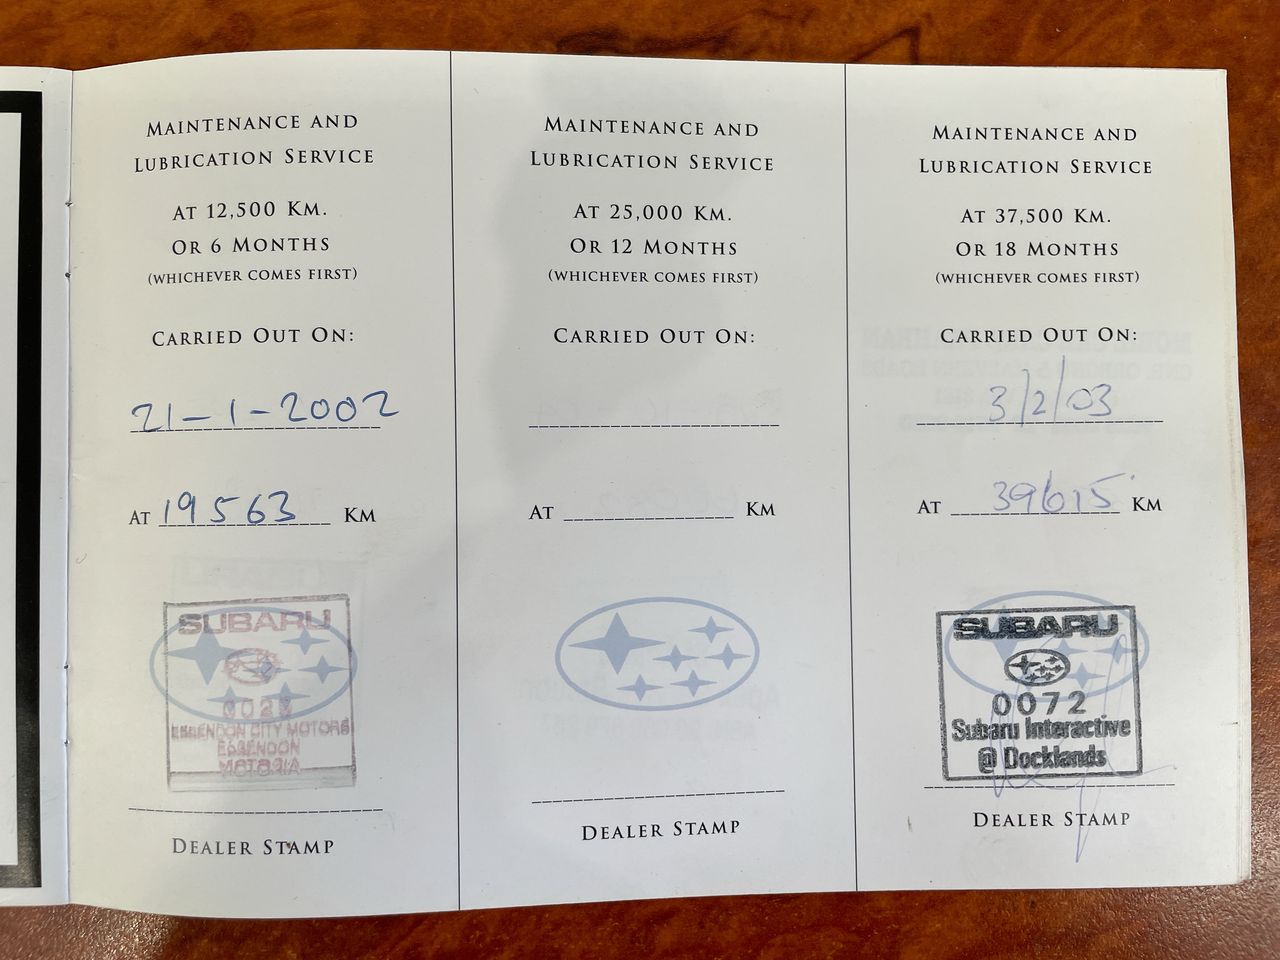 MAINTENANCE AND
LUBRICATION SERVICE
AT 12,500 KM.
OR 6 MONTHS
(WHICHEVER COMES FIRST)
CARRIED OUT ON:
21-1-2002
AT 19563 KM
SUBARU
ESSENDON CITY MOTORS
ESSENDON
DEALER STAMP
MAINTENANCE AND
LUBRICATION SERVICE
AT 25,000 KM.
OR 12 MONTHS
(WHICHEVER COMES FIRST)
CARRIED OUT ON:
AT KM
DEALER STAMP
MAINTENANCE AND
LUBRICATION SERVICE
AT 37,500 KM.
OR 18 MONTHS
(WHICHEVER COMES FIRST)
CARRIED OUT ON:
3/2/03
AT 39615 KM
SUBARU
0072
Subaru Interactive
@ Docklands
DEALER STAMP